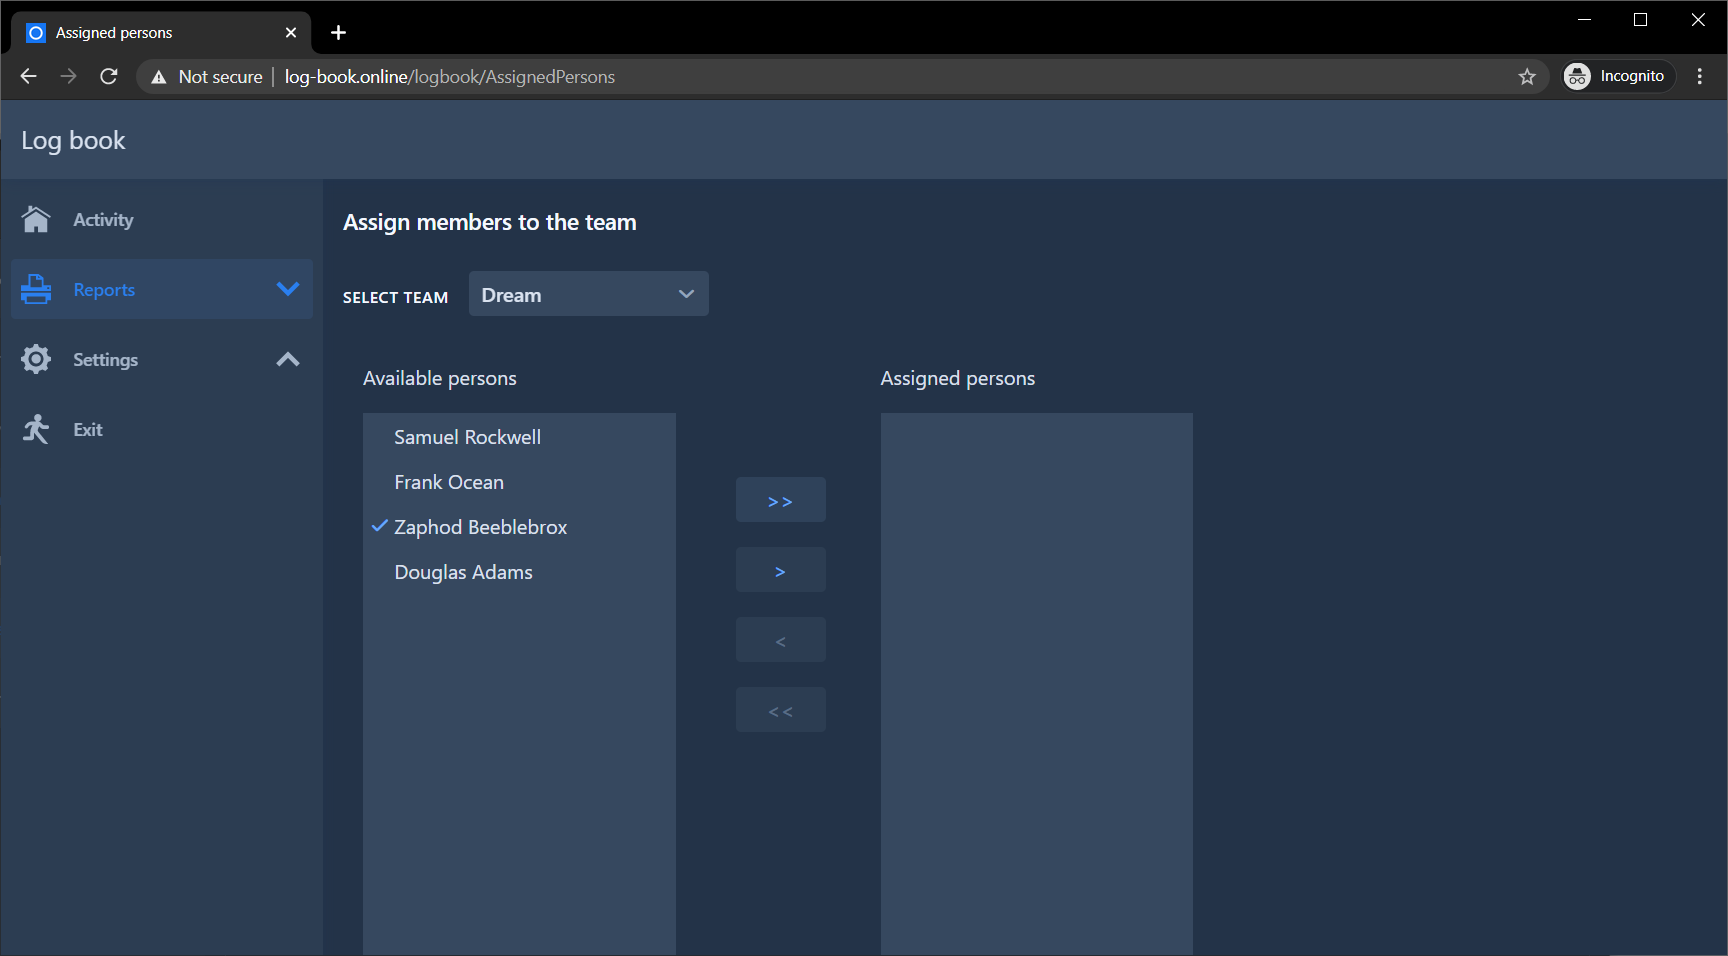 Assigned persons
Not secure | log-book.online/logbook/AssignedPersons
Incognito
Log book
Activity
Reports
Settings
Exit
Assign members to the team
SELECT TEAM Dream
Available persons
Samuel Rockwell
Frank Ocean
Zaphod Beeblebrox
Douglas Adams
>>
>
<
<<
Assigned persons